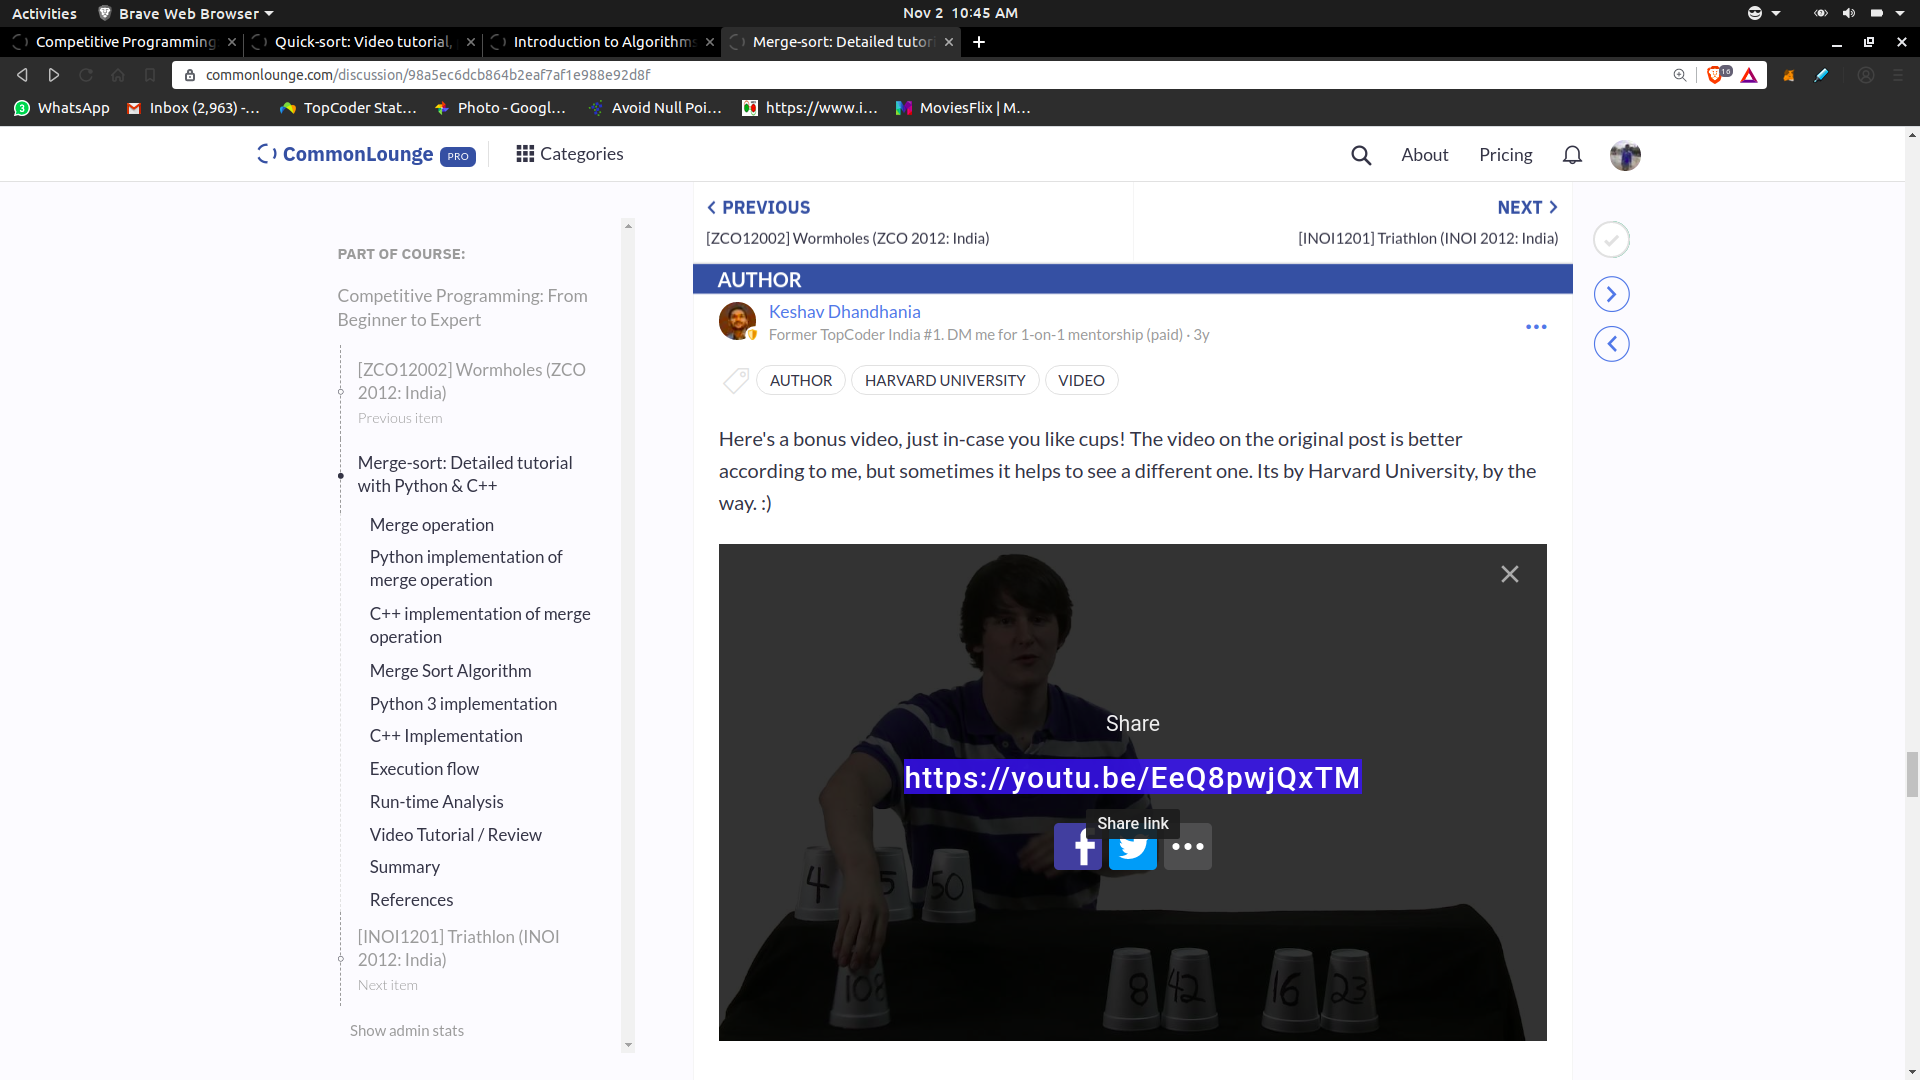 Activities
Brave Web Browser
Nov 2 10:45 AM
Competitive Programming
Quick-sort: Video tutorial,
Introduction to Algorithms
Merge-sort: Detailed tutori
commonlounge.com/discussion/98a5ec6dcb864b2eaf7af1e988e92d8f
16
3
WhatsApp
Inbox (2,963) -...
TopCoder Stat...
Photo - Googl...
Avoid Null Poi...
https://www.i...
MoviesFlix | M...
CommonLounge PRO
Categories
About
Pricing
PREVIOUS
[ZCO12002] Wormholes (ZCO 2012: India)
NEXT
[INOI1201] Triathlon (INOI 2012: India)
PART OF COURSE:
Competitive Programming: From
Beginner to Expert
[ZCO12002] Wormholes (ZCO
2012: India)
Previous item
Merge-sort: Detailed tutorial
with Python & C++
Merge operation
Python implementation of
merge operation
C++ implementation of merge
operation
Merge Sort Algorithm
Python 3 implementation
C++ Implementation
Execution flow
Run-time Analysis
Video Tutorial / Review
Summary
References
[INOI1201] Triathlon (INOI
2012: India)
Next item
Show admin stats
AUTHOR
Keshav Dhandhania
Former TopCoder India #1. DM me for 1-on-1 mentorship (paid) · 3y
AUTHOR
HARVARD UNIVERSITY
VIDEO
Here's a bonus video, just in-case you like cups! The video on the original post is better
according to me, but sometimes it helps to see a different one. Its by Harvard University, by the
way. :)
Share
https://youtu.be/EeQ8pwjQxTM
Share link
4
50
108
8
42
16
23